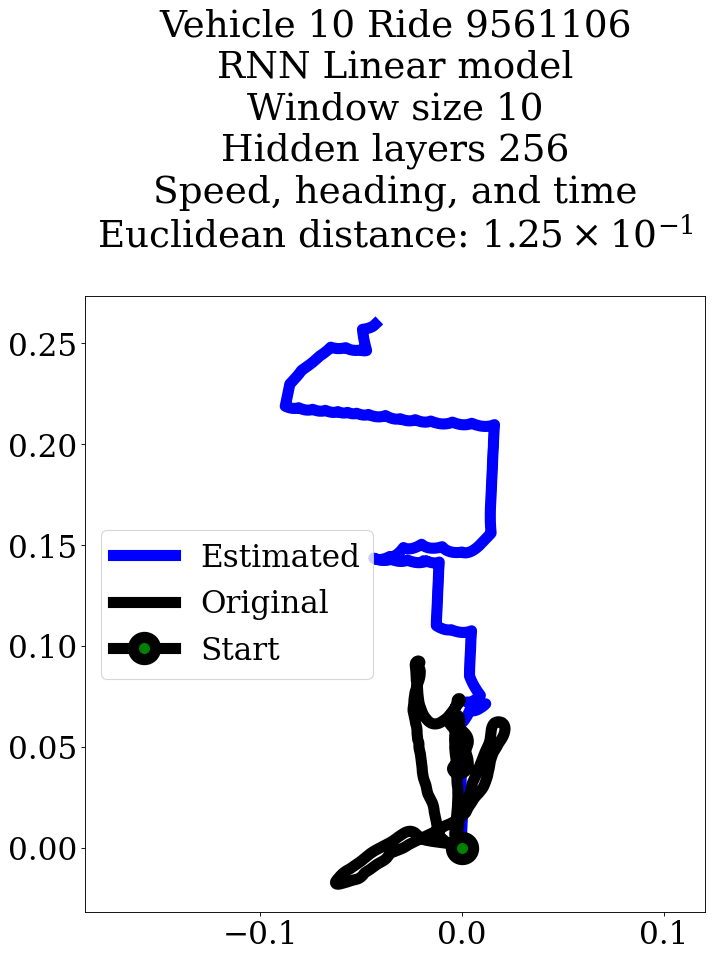 Vehicle 10 Ride 9561106
RNN Linear model
Window size 10
Hidden layers 256
Speed, heading, and time
Euclidean distance: 1.25 × 10⁻¹
0.25
0.20
0.15
0.10
0.05
0.00
Estimated
Original
Start
−0.1
0.0
0.1